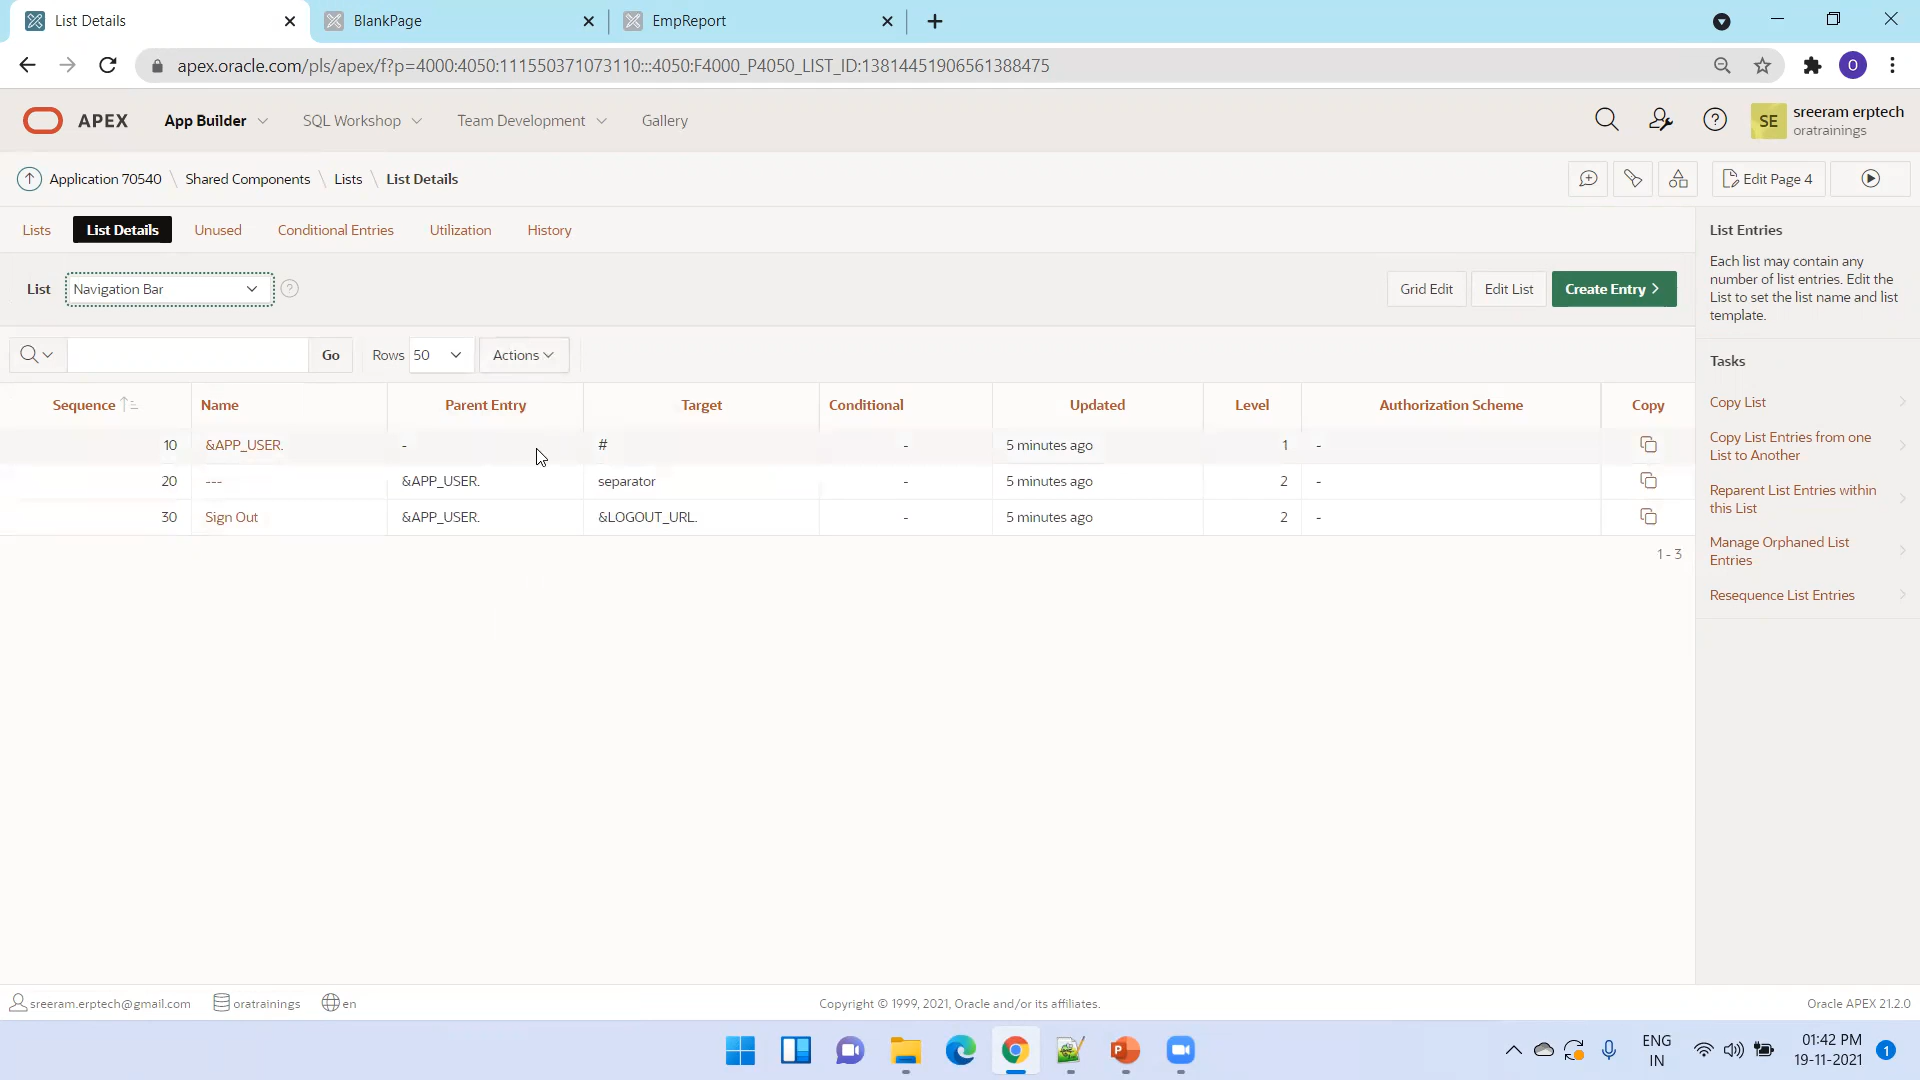 List Details
BlankPage
EmpReport
apex.oracle.com/pls/apex/f?p=4000:4050:111550371073110:::4050:F4000_P4050_LIST_ID:13814451906561388475
O
APEX
App Builder
SQL Workshop
Team Development
Gallery
SE
sreeram erptech
oratrainings
Application 70540 \ Shared Components \ Lists \ List Details
Edit Page 4
Lists
List Details
Unused
Conditional Entries
Utilization
History
List
Navigation Bar
Grid Edit
Edit List
Create Entry
Go
Rows
50
Actions
Sequence Name Parent Entry Target Conditional Updated Level Authorization Scheme Copy
10 &APP_USER. - # - 5 minutes ago 1 -
20 --- &APP_USER. separator - 5 minutes ago 2 -
30 Sign Out &APP_USER. &LOGOUT_URL. - 5 minutes ago 2 -
1 - 3
List Entries
Each list may contain any
number of list entries. Edit the
List to set the list name and list
template.
Tasks
Copy List
Copy List Entries from one
List to Another
Reparent List Entries within
this List
Manage Orphaned List
Entries
Resequence List Entries
sreeram.erptech@gmail.com
oratrainings
en
Copyright © 1999, 2021, Oracle and/or its affiliates.
Oracle APEX 21.2.0
P
ENG
IN
01:42 PM
19-11-2021
1